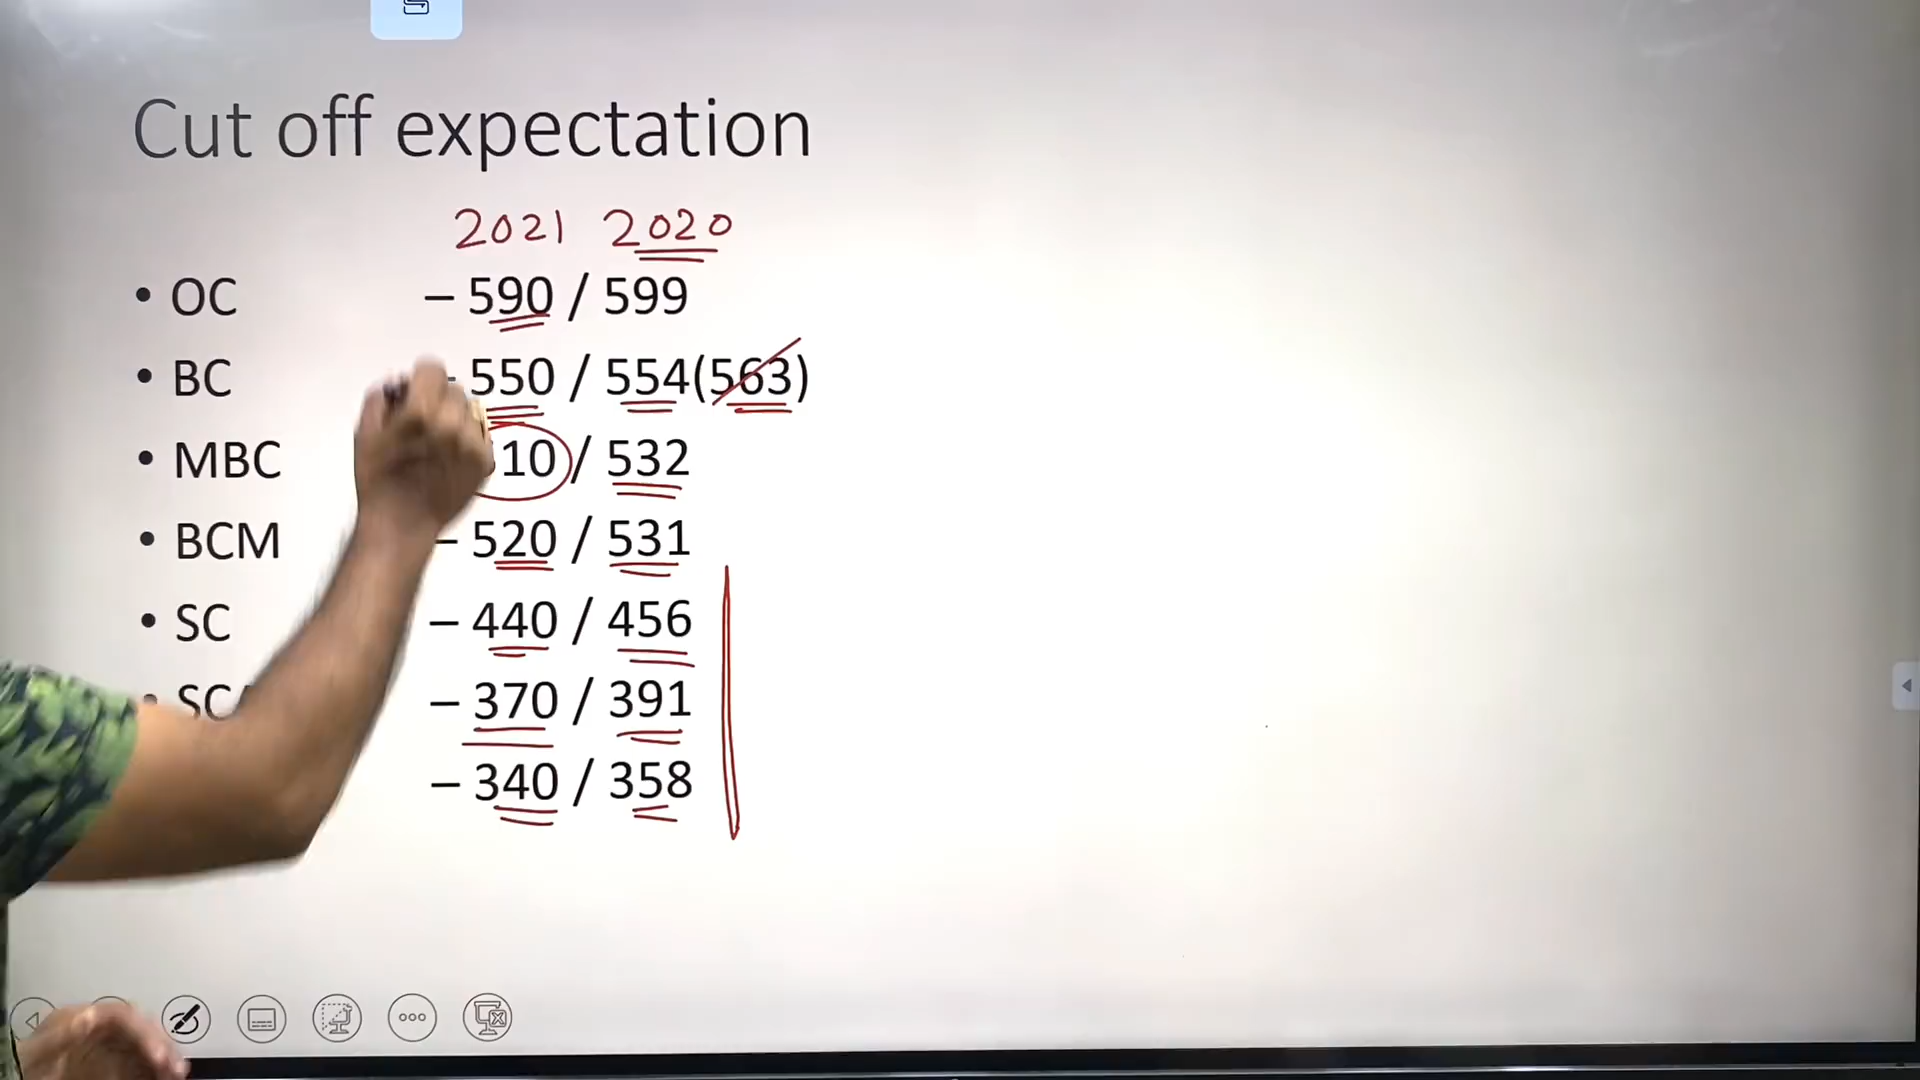 Cut off expectation
2021 2020
• OC – 590 / 599
• BC - 550 / 554(563)
• MBC 10 / 532
• BCM – 520 / 531
• SC – 440 / 456
• – 370 / 391
– 340 / 358